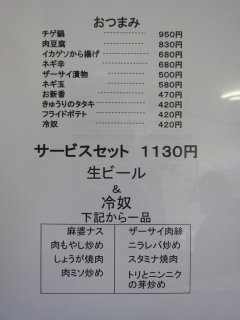 おつまみ
チゲ鍋 950円
肉豆腐 830円
イカゲソから揚げ 680円
ネギ辛 680円
ザーサイ漬物 500円
ネギ玉 580円
お新香 470円
きゅうりのタタキ 420円
フライドポテト 420円
冷奴 420円
サービスセット 1130円
生ビール
&
冷奴
下記から一品
麻婆ナス ザーサイ肉絲
肉もやし炒め ニラレバ炒め
しょうが焼肉 スタミナ焼肉
肉ミソ炒め トリとニンニク
の芽炒め